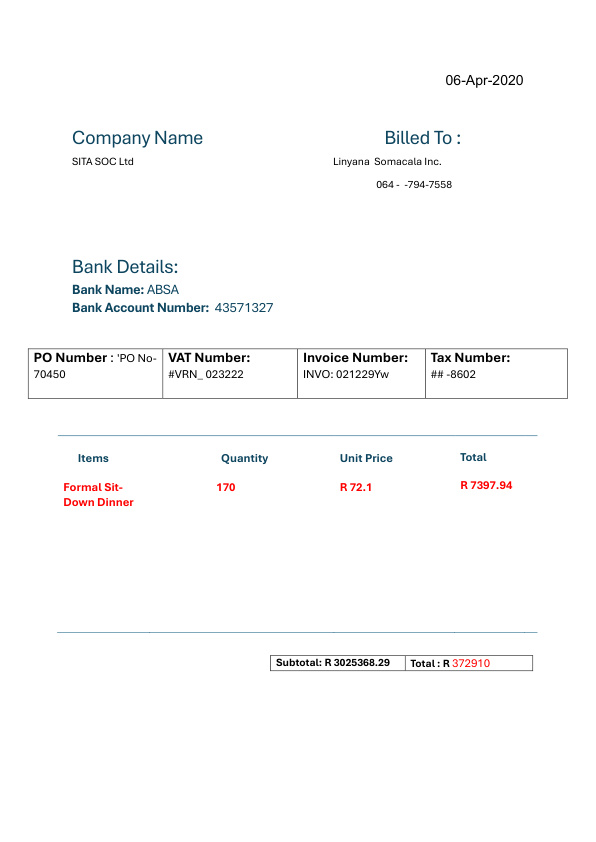 06-Apr-2020
Company Name
Billed To :
SITA SOC Ltd
Linyana Somacala Inc.
064 - -794-7558
Bank Details:
Bank Name: ABSA
Bank Account Number: 43571327
PO Number : 'PO No-
70450
VAT Number:
#VRN_ 023222
Invoice Number:
INVO: 021229Yw
Tax Number:
## -8602
Items
Quantity
Unit Price
Total
Formal Sit-
Down Dinner
170
R 72.1
R 7397.94
Subtotal: R 3025368.29
Total : R 372910